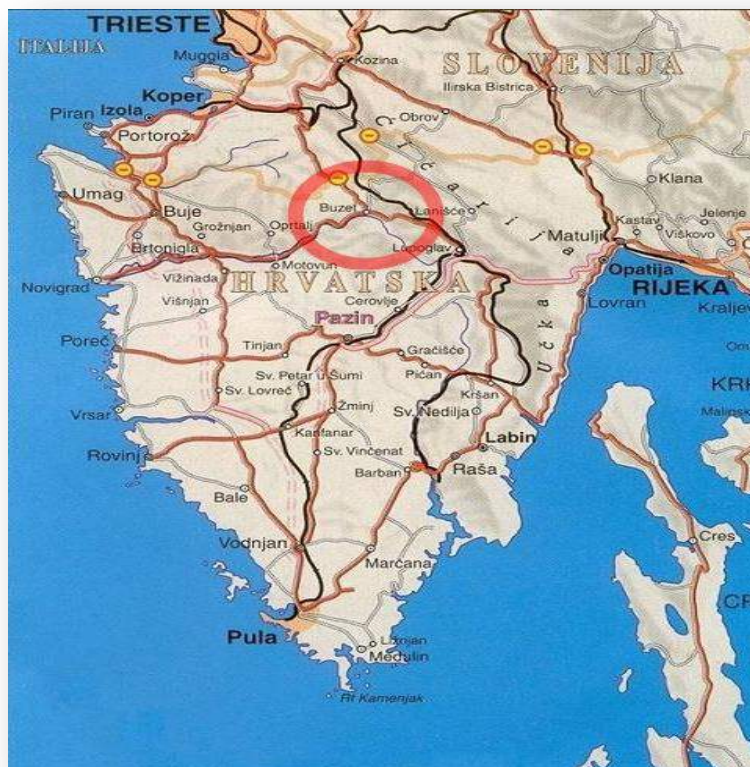 TRIESTE
ITALIJA
Muggia
Kozina
SLOVENIJA
Ilirska Bistrica
Koper
Piran
Izola
Obrov
Portorož
Ćićarija
Klana
Umag
Buje
Buzet
Lanišće
Grožnjan
Oprtalj
Kastav
Jelenje
Brtonigla
Matulji
Viškovo
Lupoglav
Motovun
Opatija
Novigrad
Vižinada
HRVATSKA
RIJEKA
Višnjan
Cerovlje
Lovran
Kraljev
Pazin
Učka
Poreč
Tinjan
Gračišće
Sv. Petar u Šumi
Pićan
Sv. Lovreč
Kršan
KRK
Vrsar
Žminj
Sv. Nedilja
Malinska
Kanfanar
Labin
Rovinj
Sv. Vinčenat
Barban
Raša
Bale
Vodnjan
Cres
Marčana
Pula
Ližnjan
Medulin
Rt Kamenjak